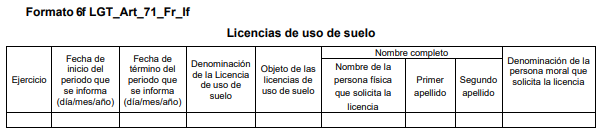 Formato 6f LGT_Art_71_Fr_If
Licencias de uso de suelo
Ejercicio
Fecha de
inicio del
periodo que
se informa
(día/mes/año)
Fecha de
término del
periodo que
se informa
(día/mes/año)
Denominación
de la Licencia
de uso de
suelo
Objeto de las
licencias de
uso de suelo
Nombre completo
Nombre de la
persona física
que solicita la
licencia
Primer
apellido
Segundo
apellido
Denominación de la
persona moral que
solicita la licencia